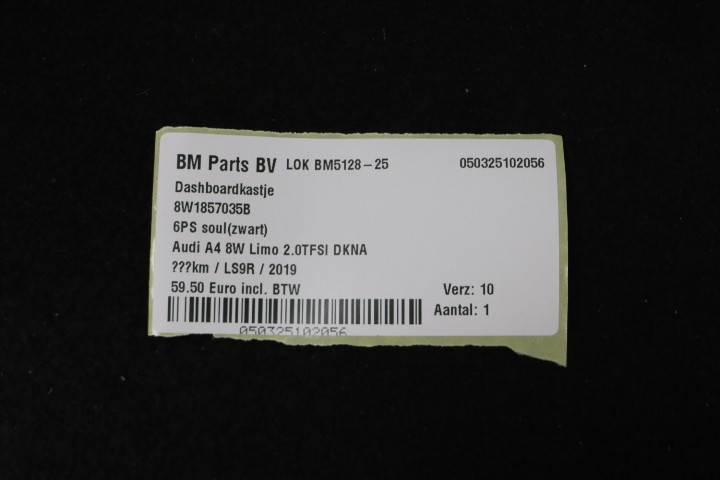 BM Parts BV LOK BM5128-25 050325102056
Dashboardkastje
8W1857035B
6PS soul(zwart)
Audi A4 8W Limo 2.0TFSI DKNA
???km / LS9R / 2019
59.50 Euro incl. BTW Verz: 10
Aantal: 1
050325102056